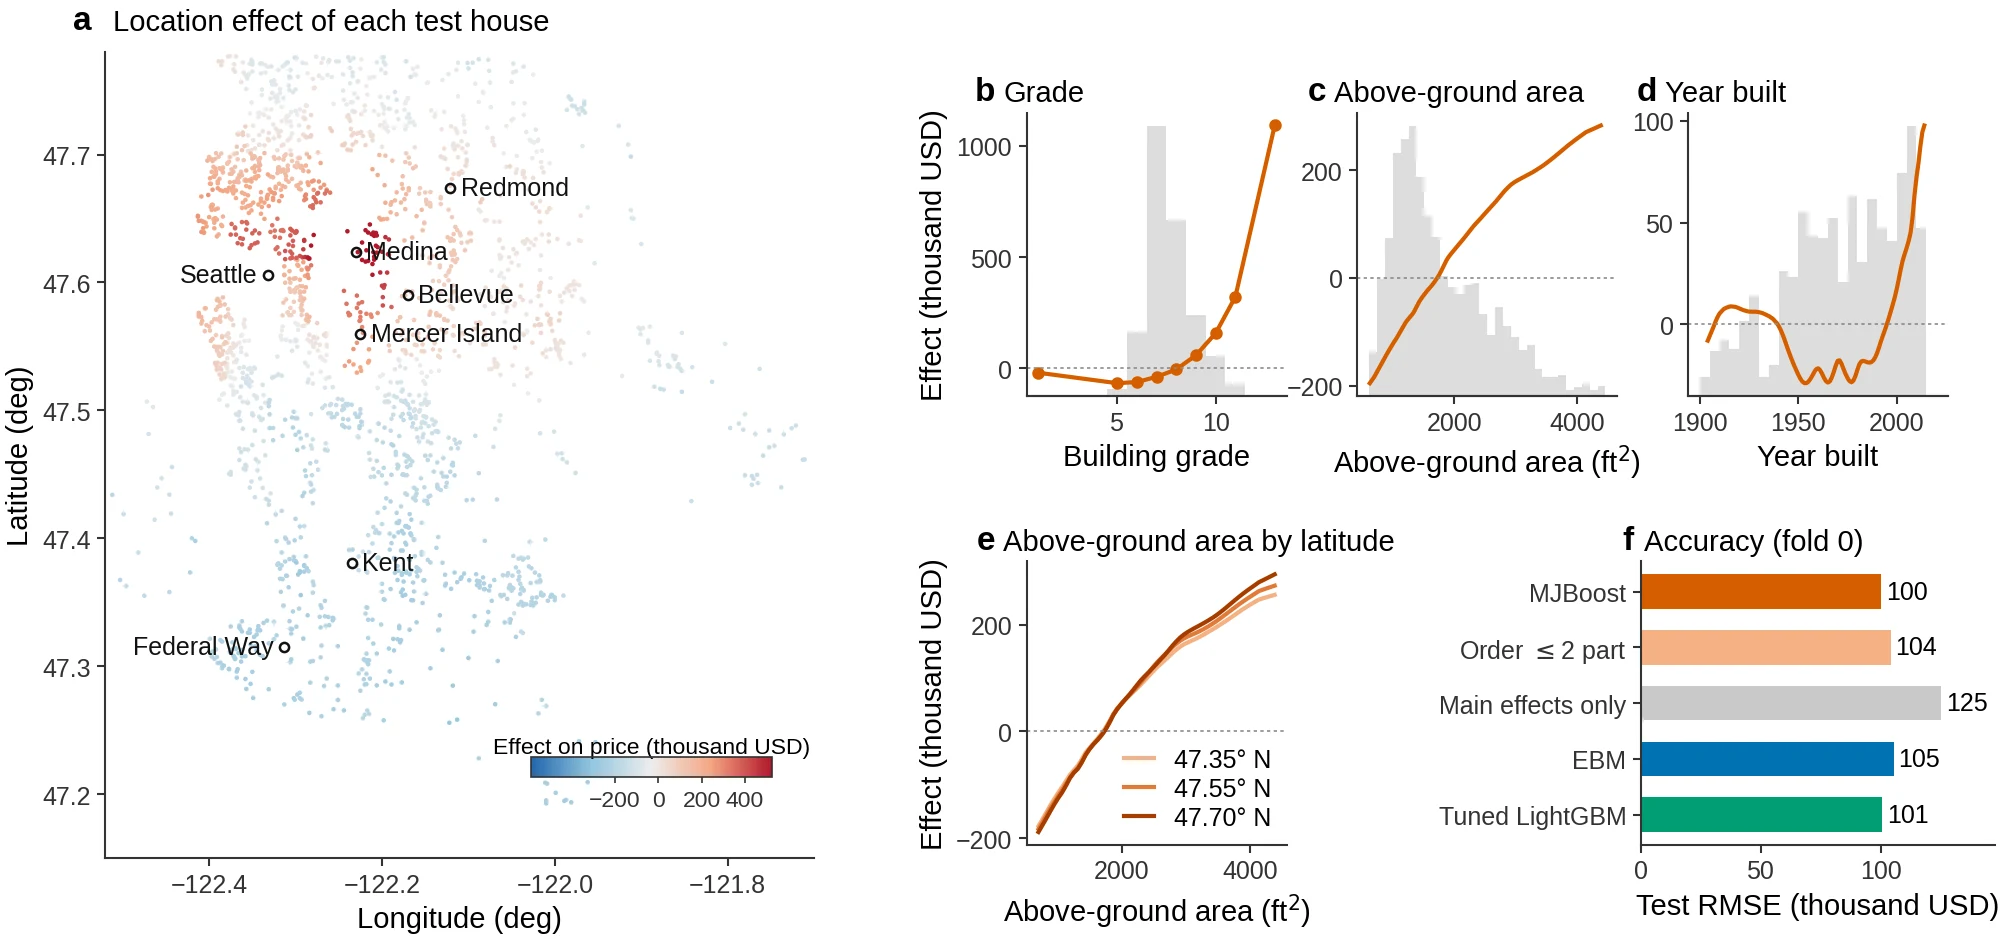 a Location effect of each test house
47.7
47.6
47.5
47.4
47.3
47.2
Latitude (deg)
Redmond
Medina
Seattle
Bellevue
Mercer Island
Kent
Federal Way
Effect on price (thousand USD)
−200 0 200 400
−122.4 −122.2 −122.0 −121.8
Longitude (deg)
b Grade
Effect (thousand USD)
1000
500
0
5 10
Building grade
c Above-ground area
200
0
−200
2000 4000
Above-ground area (ft²)
d Year built
100
50
0
1900 1950 2000
Year built
e Above-ground area by latitude
Effect (thousand USD)
200
0
−200
47.35° N
47.55° N
47.70° N
2000 4000
Above-ground area (ft²)
f Accuracy (fold 0)
MJBoost 100
Order ≤ 2 part 104
Main effects only 125
EBM 105
Tuned LightGBM 101
0 50 100
Test RMSE (thousand USD)